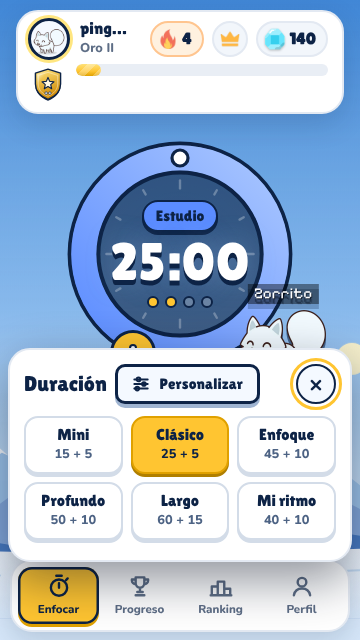 ping...
Oro II
4
140
Estudio
25:00
Zorrito
Duración
Personalizar
Mini
15 + 5
Clásico
25 + 5
Enfoque
45 + 10
Profundo
50 + 10
Largo
60 + 15
Mi ritmo
40 + 10
Enfocar
Progreso
Ranking
Perfil